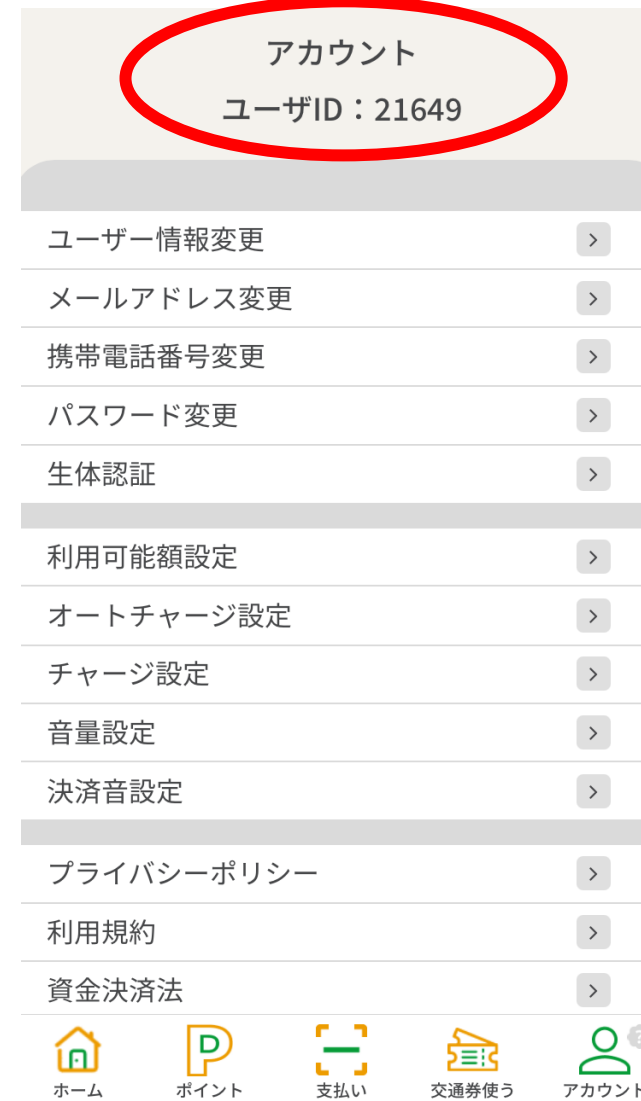 アカウント
ユーザID：21649
ユーザー情報変更
メールアドレス変更
携帯電話番号変更
パスワード変更
生体認証
利用可能額設定
オートチャージ設定
チャージ設定
音量設定
決済音設定
プライバシーポリシー
利用規約
資金決済法
ホーム ポイント 支払い 交通券使う アカウント